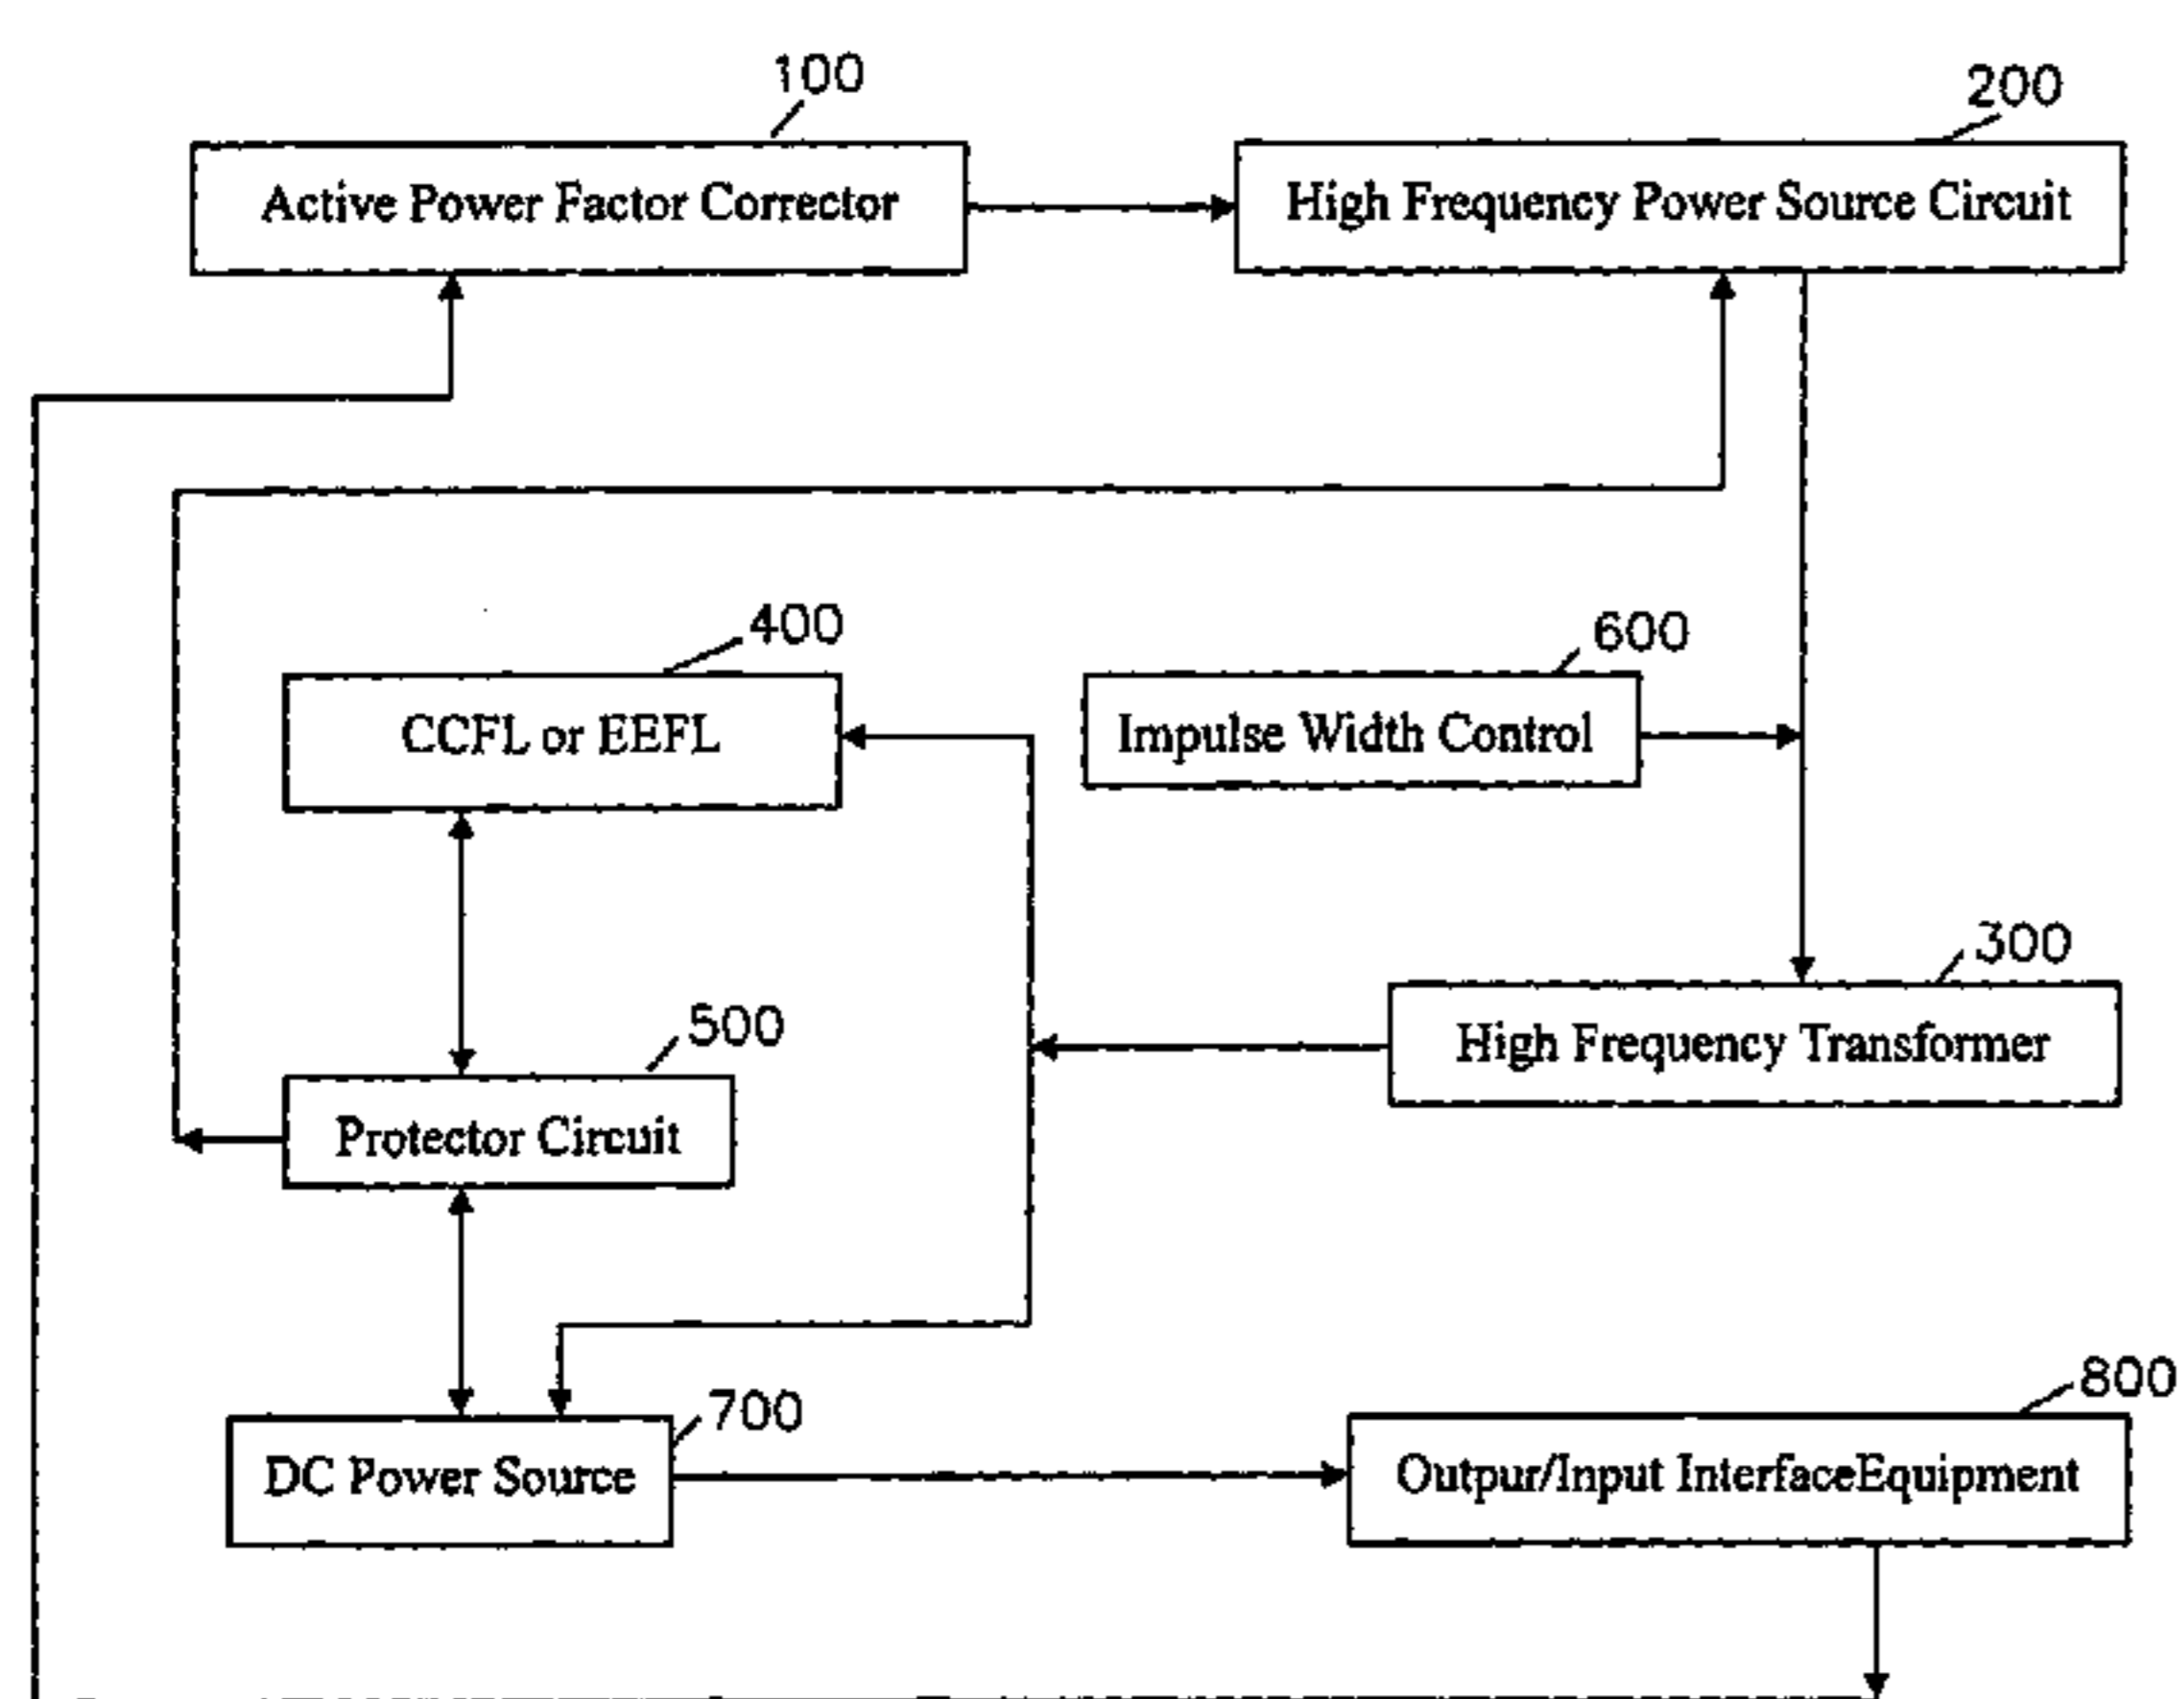 100
200
Active Power Factor Corrector
High Frequency Power Source Circuit
400
600
CCFL or EEFL
Impulse Width Control
300
500
High Frequency Transformer
Protector Circuit
700
800
DC Power Source
Outpur/Input InterfaceEquipment